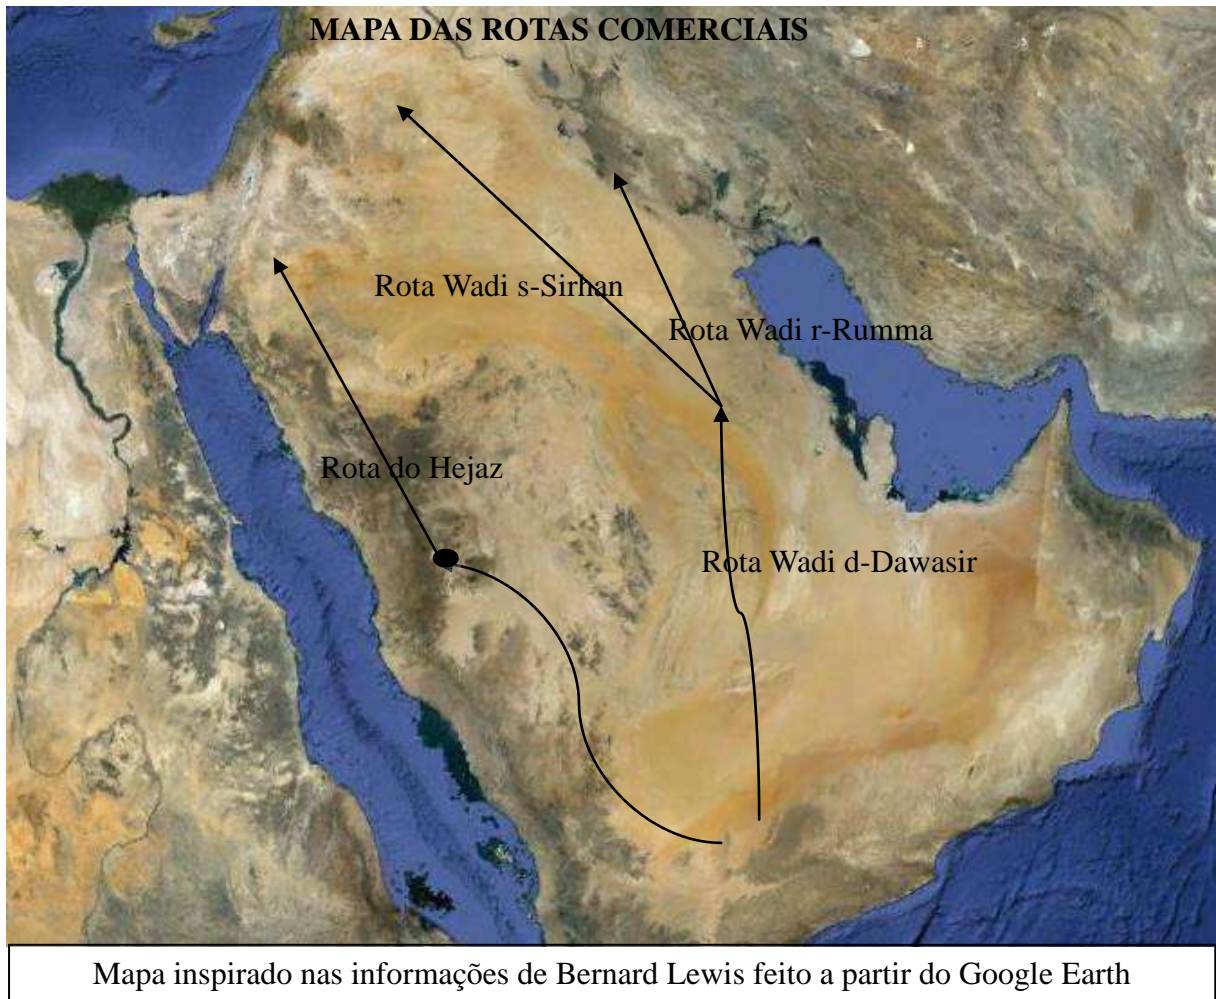 MAPA DAS ROTAS COMERCIAIS
Rota Wadi s-Sirhan
Rota Wadi r-Rumma
Rota do Hejaz
Rota Wadi d-Dawasir
Mapa inspirado nas informações de Bernard Lewis feito a partir do Google Earth